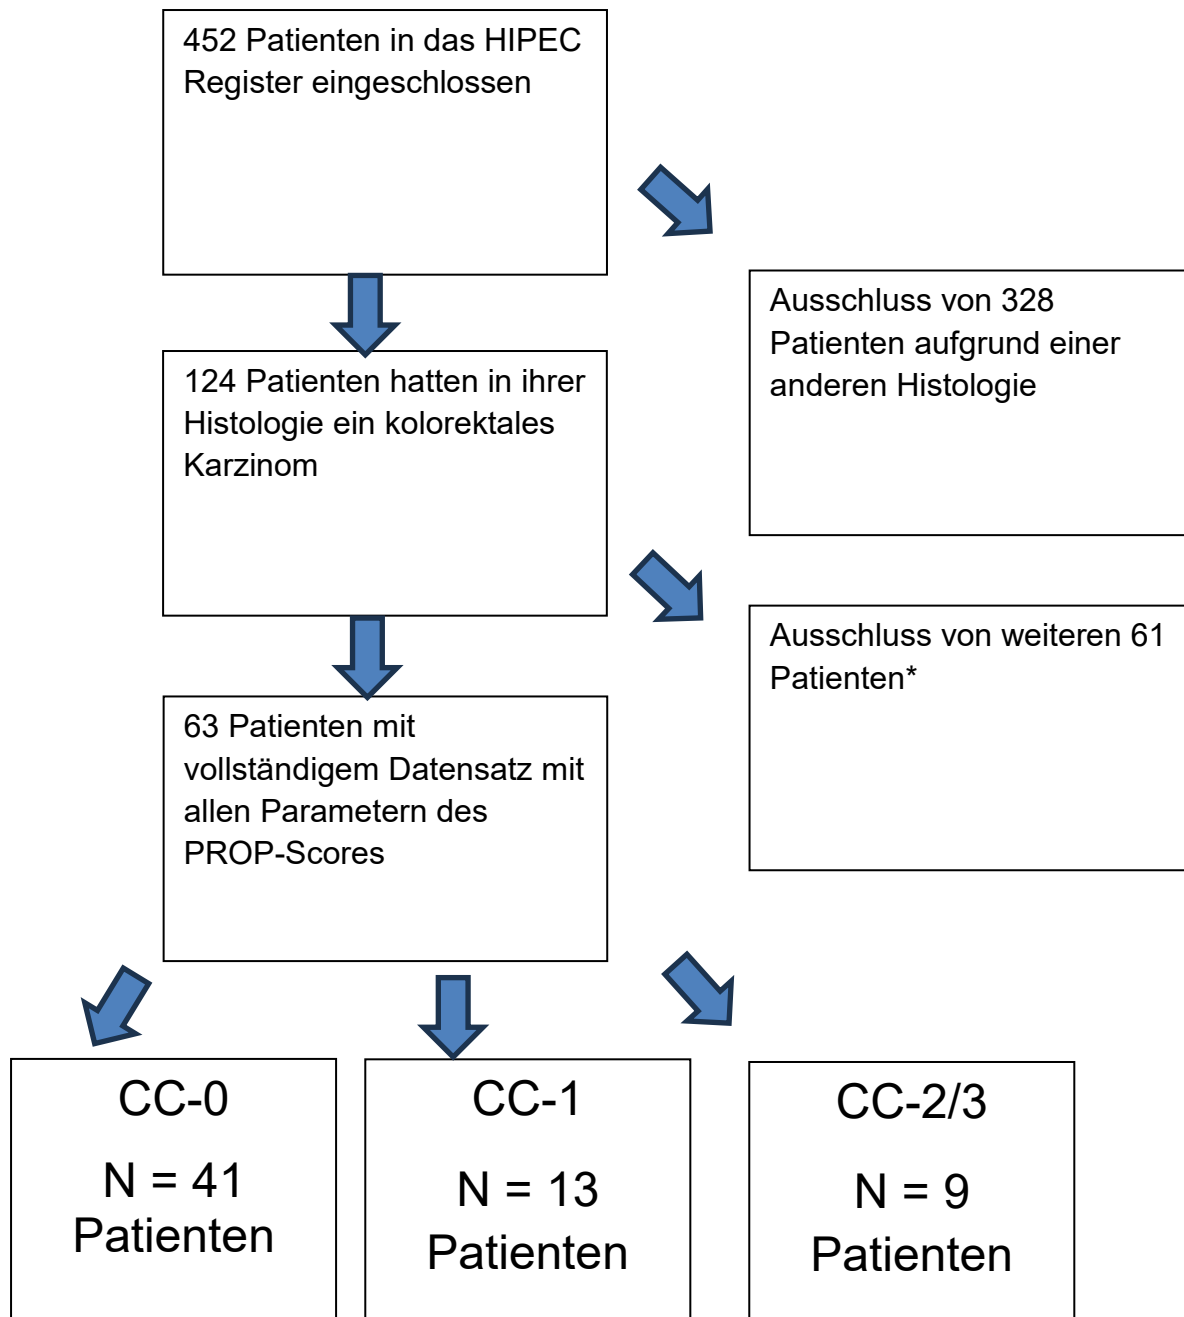 452 Patienten in das HIPEC
Register eingeschlossen
Ausschluss von 328
Patienten aufgrund einer
anderen Histologie
124 Patienten hatten in ihrer
Histologie ein kolorektales
Karzinom
Ausschluss von weiteren 61
Patienten*
63 Patienten mit
vollständigem Datensatz mit
allen Parametern des
PROP-Scores
CC-0
N = 41
Patienten
CC-1
N = 13
Patienten
CC-2/3
N = 9
Patienten